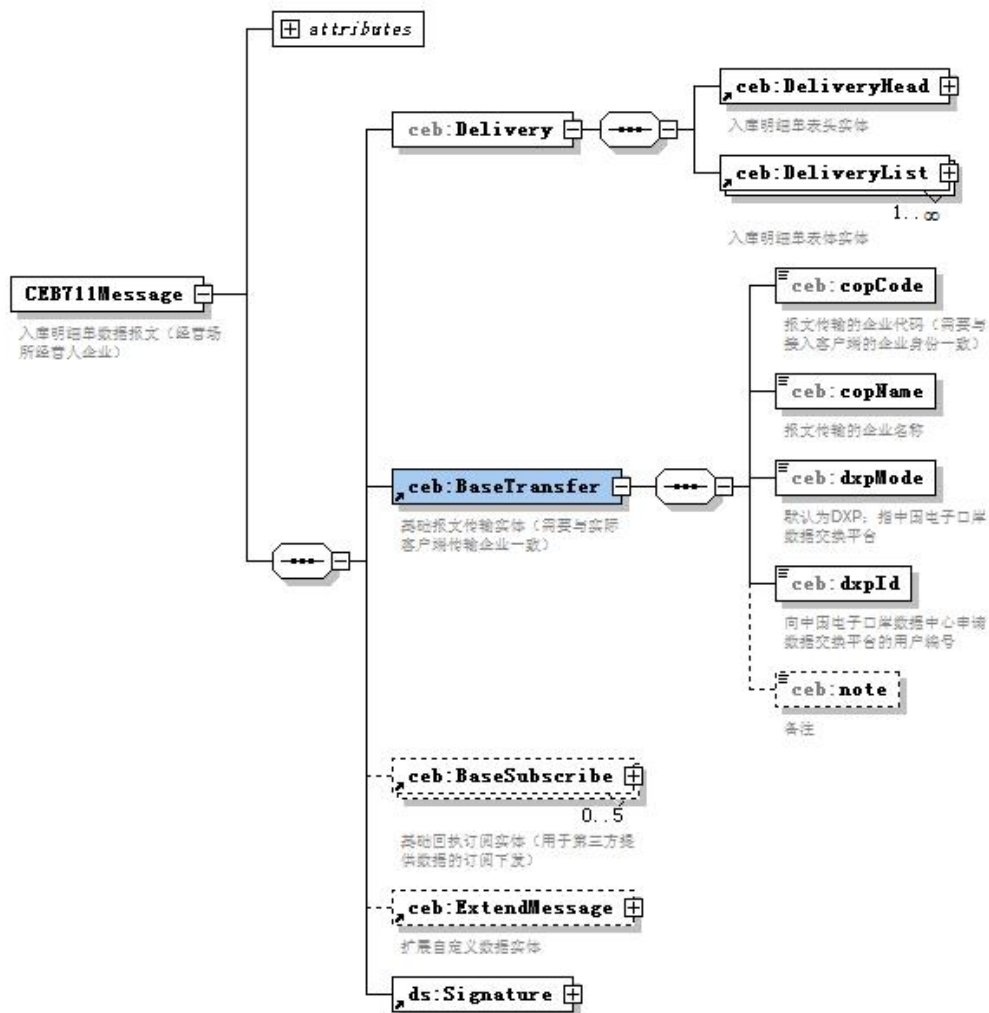 attributes
ceb:Delivery
ceb:DeliveryHead
入库明细单表头实体
ceb:DeliveryList
1..∞
入库明细单表体实体
CEB711Message
入库明细单数据报文（经营场
所经营人企业）
ceb:BaseTransfer
基础报文传输实体（需要与实际
客户端传输企业一致）
ceb:copCode
报文传输的企业代码（需要与
接入客户端的企业身份一致）
ceb:copName
报文传输的企业名称
ceb:dxpMode
默认为DXP；指中国电子口岸
数据交换平台
ceb:dxpId
向中国电子口岸数据中心申请
数据交换平台的用户编号
ceb:note
备注
ceb:BaseSubscribe
0..5
基础回执订阅实体（用于第三方提
供数据的订阅下发）
ceb:ExtendMessage
扩展自定义数据实体
ds:Signature